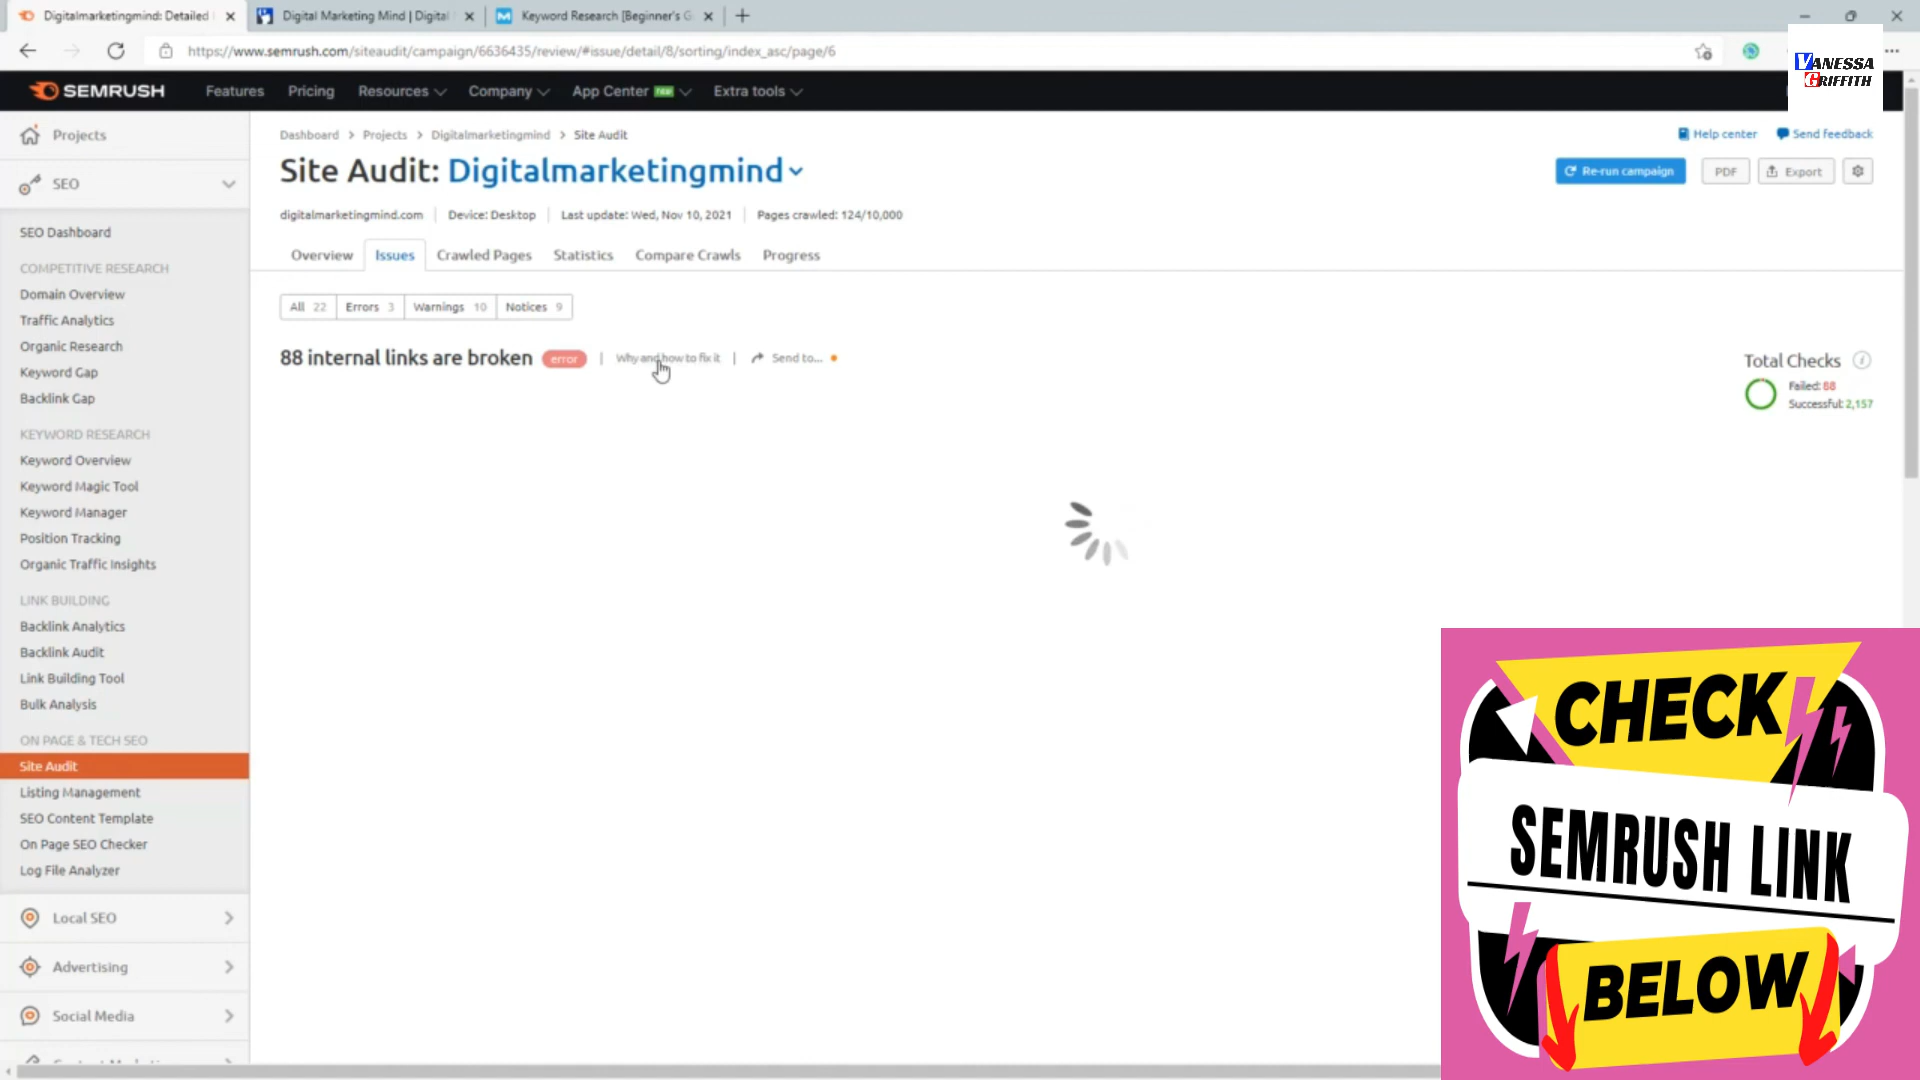 Digitalmarketingmind: Detailed
Digital Marketing Mind | Digital
Keyword Research [Beginner's G
https://www.semrush.com/siteaudit/campaign/6636435/review/#issue/detail/8/sorting/index_asc/page/6
VANESSA
GRIFFITH
SEMRUSH
Features
Pricing
Resources
Company
App Center
Extra tools
Projects
SEO
SEO Dashboard
COMPETITIVE RESEARCH
Domain Overview
Traffic Analytics
Organic Research
Keyword Gap
Backlink Gap
KEYWORD RESEARCH
Keyword Overview
Keyword Magic Tool
Keyword Manager
Position Tracking
Organic Traffic Insights
LINK BUILDING
Backlink Analytics
Backlink Audit
Link Building Tool
Bulk Analysis
ON PAGE & TECH SEO
Site Audit
Listing Management
SEO Content Template
On Page SEO Checker
Log File Analyzer
Local SEO
Advertising
Social Media
Dashboard > Projects > Digitalmarketingmind > Site Audit
Help center
Send feedback
Site Audit: Digitalmarketingmind
Re-run campaign
PDF
Export
digitalmarketingmind.com
Device: Desktop
Last update: Wed, Nov 10, 2021
Pages crawled: 124/10,000
Overview
Issues
Crawled Pages
Statistics
Compare Crawls
Progress
All 22
Errors 3
Warnings 10
Notices 9
88 internal links are broken
error
Why and how to fix it
Send to...
Total Checks
Failed: 88
Successful: 2,157
CHECK
SEMRUSH LINK
BELOW